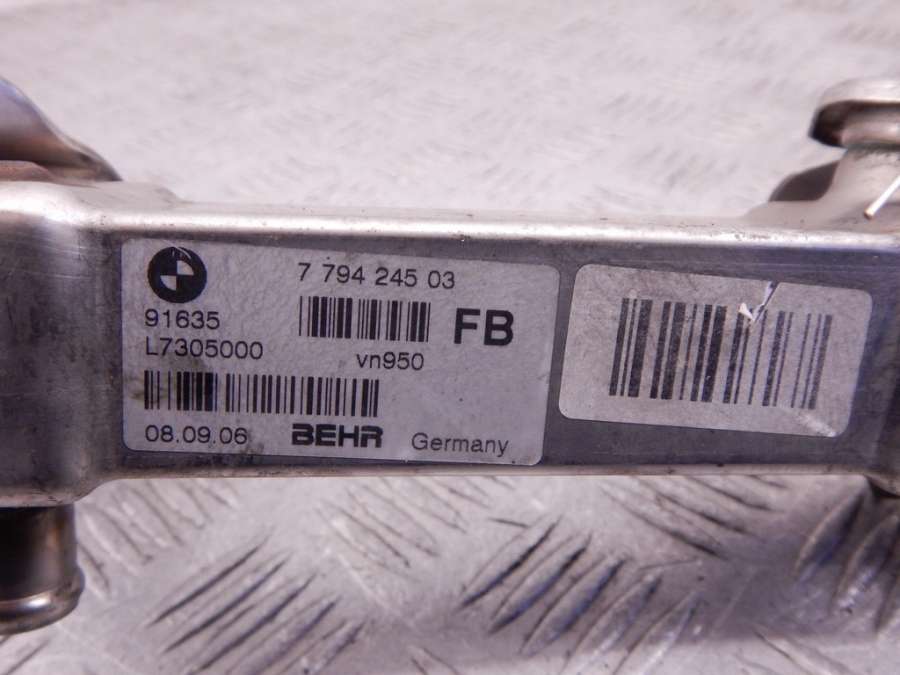 7 794 245 03
91635
L7305000
vn950
FB
08.09.06
BEHR
Germany